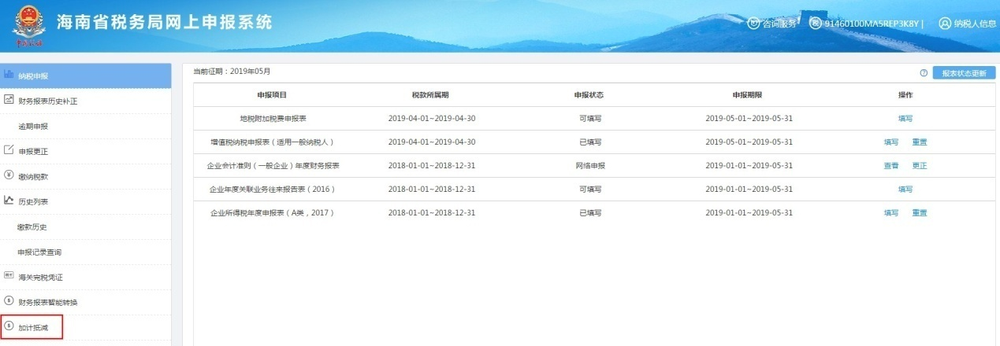 海南省税务局网上申报系统
咨询服务 91460100MA5REP3K8Y | 纳税人信息
纳税申报
财务报表历史补正
逾期申报
申报更正
缴纳税款
历史列表
缴款历史
申报记录查询
海关完税凭证
财务报表智能转换
加计抵减
当前征期：2019年05月 报表状态更新
申报项目 税款所属期 申报状态 申报期限 操作
地税附加税费申报表 2019-04-01~2019-04-30 可填写 2019-05-01~2019-05-31 填写
增值税纳税申报表（适用一般纳税人） 2019-04-01~2019-04-30 已填写 2019-05-01~2019-05-31 填写 重置
企业会计准则（一般企业）年度财务报表 2018-01-01~2018-12-31 网络申报 2019-01-01~2019-05-31 查看 更正
企业年度关联业务往来报告表（2016） 2018-01-01~2018-12-31 可填写 2019-01-01~2019-05-31 填写
企业所得税年度申报表（A类，2017） 2018-01-01~2018-12-31 已填写 2019-01-01~2019-05-31 填写 重置